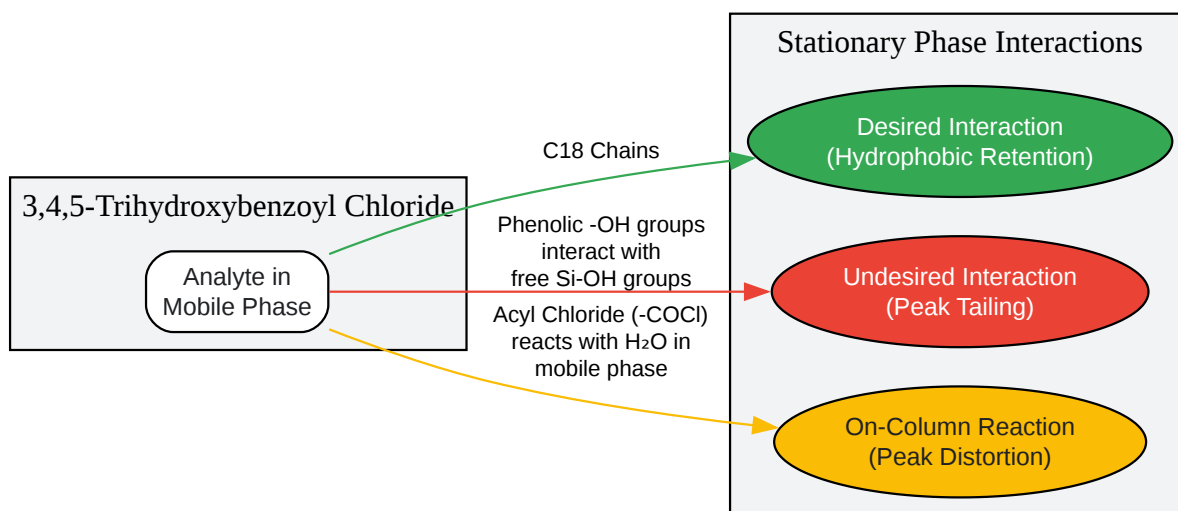 Stationary Phase Interactions
Desired Interaction
(Hydrophobic Retention)
C18 Chains
3,4,5-Trihydroxybenzoyl Chloride
Analyte in
Mobile Phase
Phenolic -OH groups
interact with
free Si-OH groups
Undesired Interaction
(Peak Tailing)
Acyl Chloride (-COCl)
reacts with H₂O in
mobile phase
On-Column Reaction
(Peak Distortion)